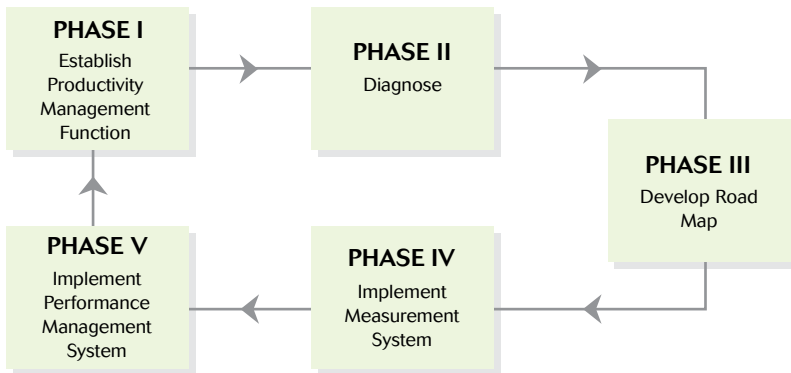 PHASE I
Establish
Productivity
Management
Function
PHASE II
Diagnose
PHASE III
Develop Road
Map
PHASE IV
Implement
Measurement
System
PHASE V
Implement
Performance
Management
System